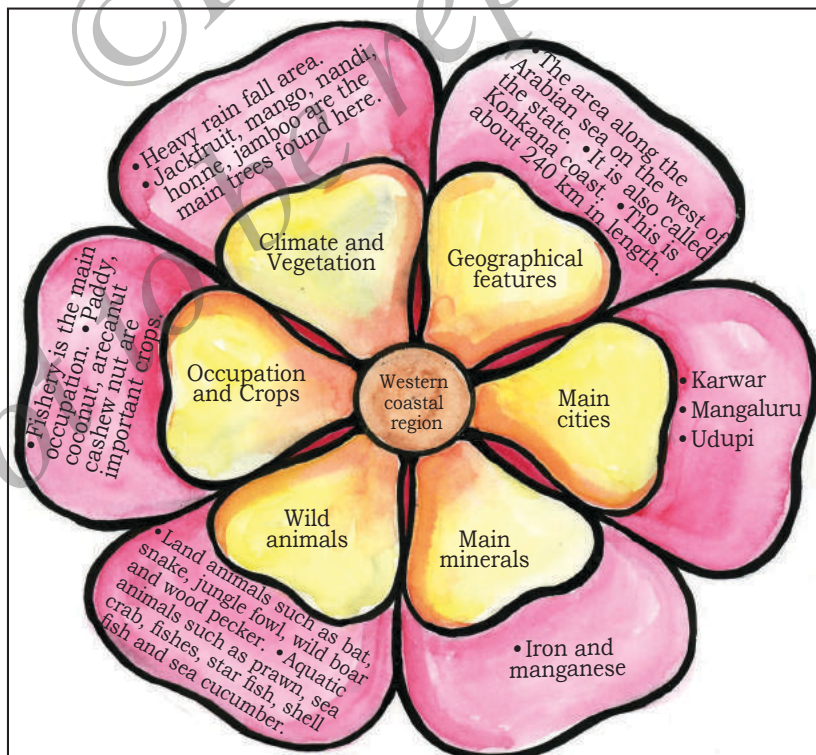 • Heavy rain fall area.
• Jackfruit, mango, nandi,
honne, jamboo are the
main trees found here.
Climate and
Vegetation
• The area along the
Arabian sea on the west of
the state. • It is also called
Konkana coast. • This is
about 240 km in length.
Geographical
features
• Fishery is the main
occupation. • Paddy,
coconut, arecanut
cashew nut are
important crops.
Occupation
and Crops
Western
coastal
region
Main
cities
• Karwar
• Mangaluru
• Udupi
Wild
animals
• Land animals such as bat,
snake, jungle fowl, wild boar
and wood pecker. • Aquatic
animals such as prawn, sea
crab, fishes, star fish, shell
fish and sea cucumber.
Main
minerals
• Iron and
manganese